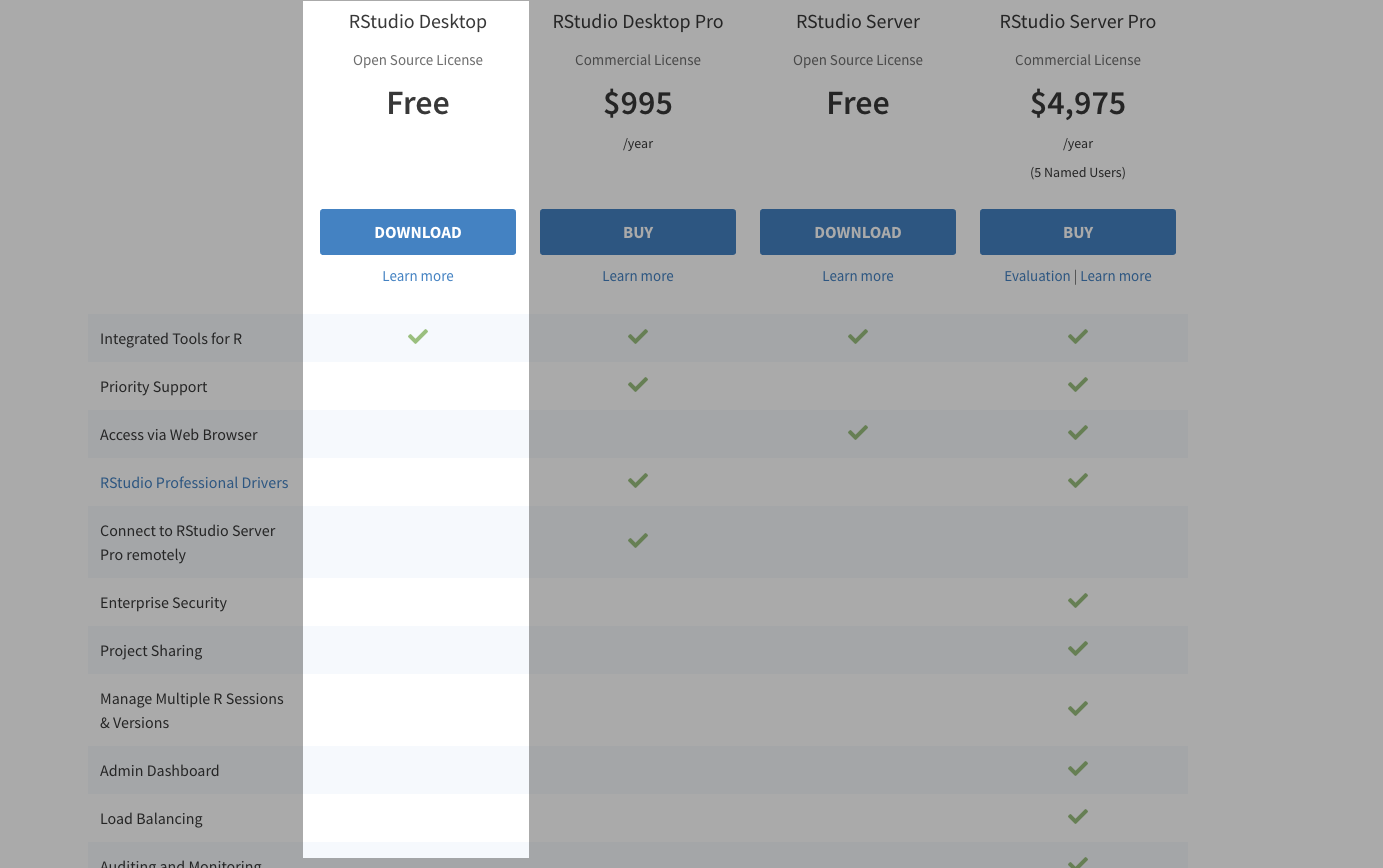 RStudio Desktop
RStudio Desktop Pro
RStudio Server
RStudio Server Pro
Open Source License
Commercial License
Open Source License
Commercial License
Free
$995
Free
$4,975
/year
/year
(5 Named Users)
DOWNLOAD
BUY
DOWNLOAD
BUY
Learn more
Learn more
Learn more
Evaluation | Learn more
Integrated Tools for R
Priority Support
Access via Web Browser
RStudio Professional Drivers
Connect to RStudio Server
Pro remotely
Enterprise Security
Project Sharing
Manage Multiple R Sessions
& Versions
Admin Dashboard
Load Balancing
Auditing and Monitoring